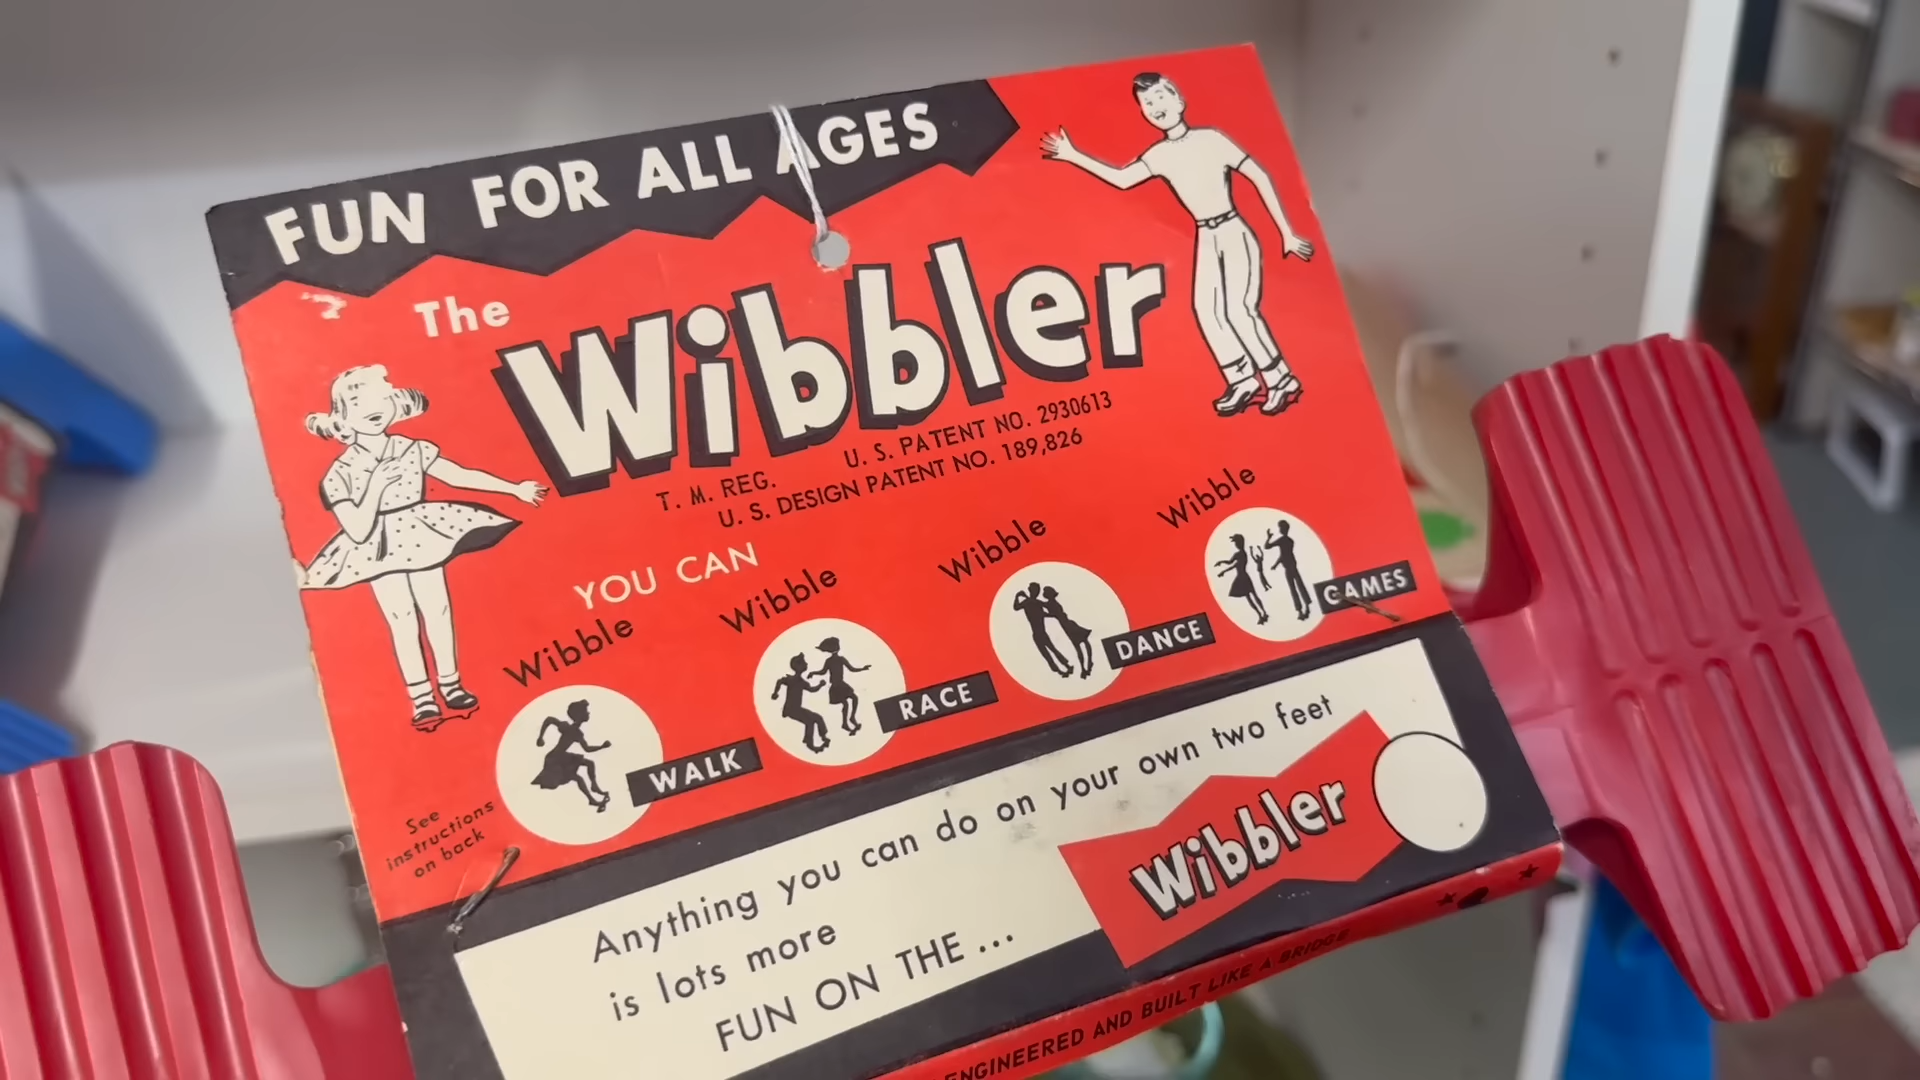 FUN FOR ALL AGES
The
Wibbler
T. M. REG.
U. S. PATENT NO. 2930613
U. S. DESIGN PATENT NO. 189,826
YOU CAN
Wibble
WALK
Wibble
RACE
Wibble
DANCE
Wibble
GAMES
See
instructions
on back
Anything you can do on your own two feet
is lots more
FUN ON THE ...
Wibbler
ENGINEERED AND BUILT LIKE A BRIDGE